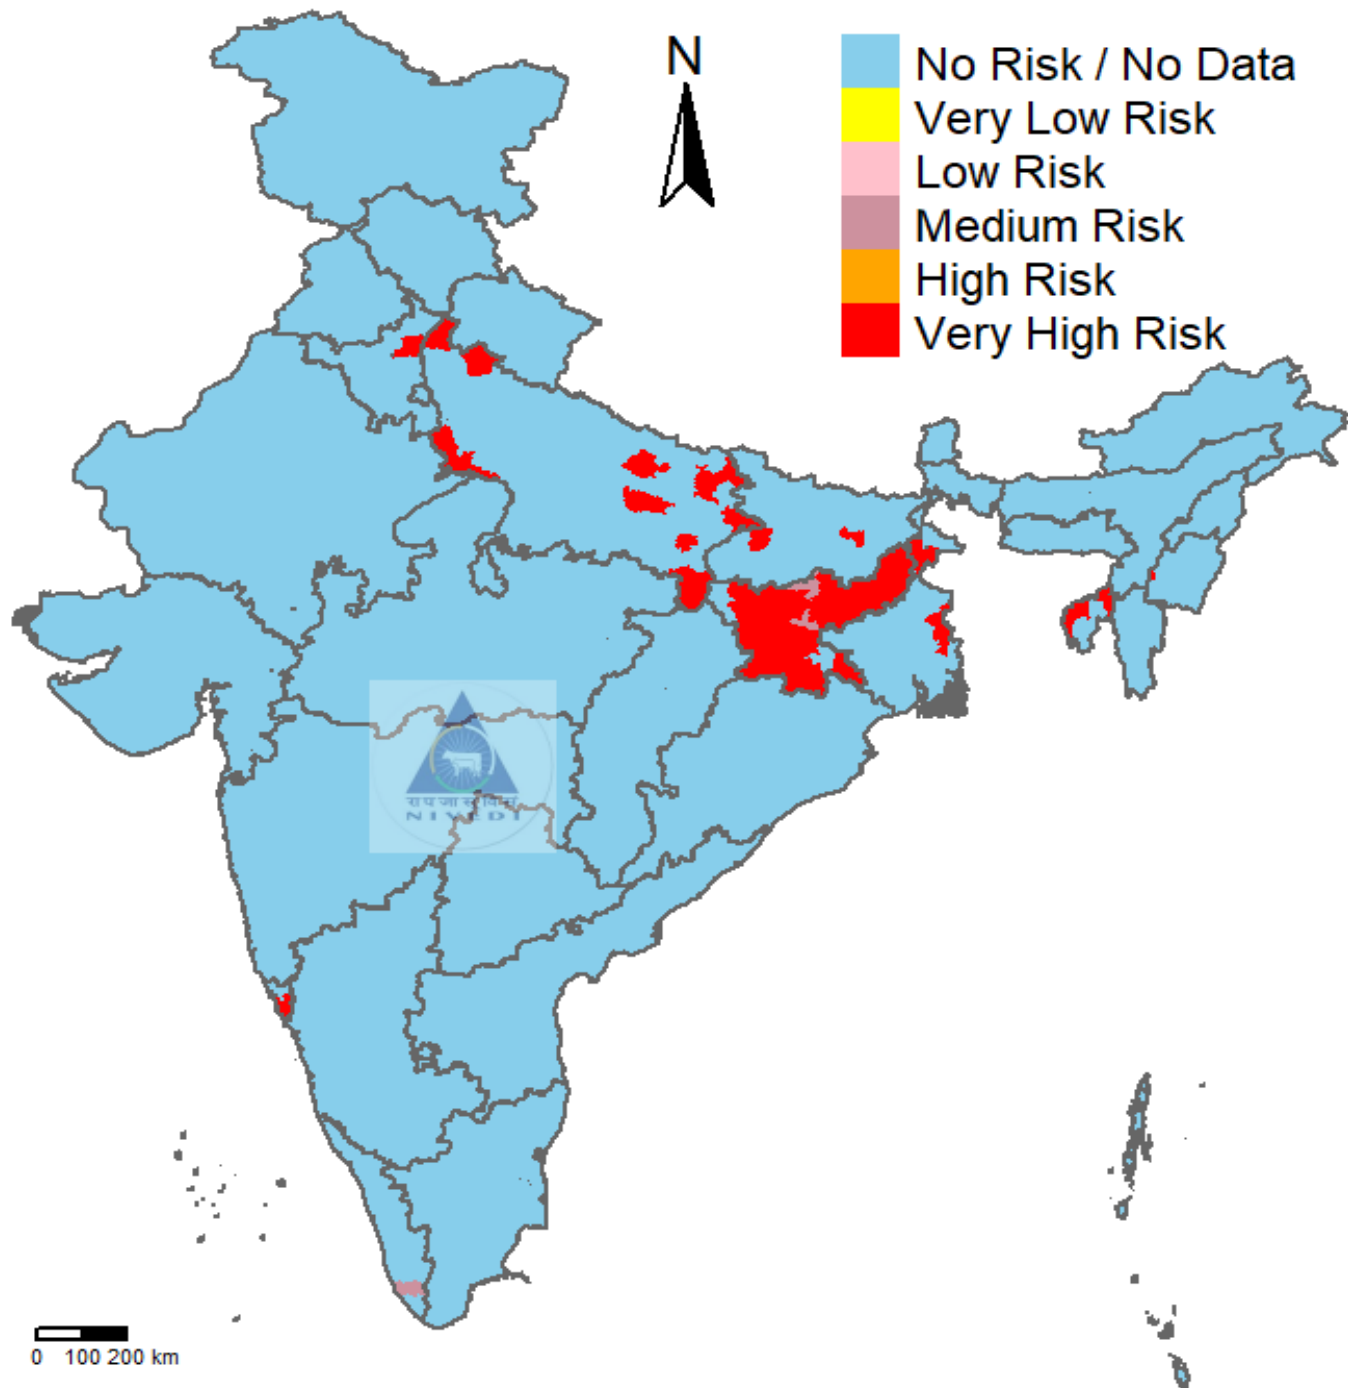 N
No Risk / No Data
Very Low Risk
Low Risk
Medium Risk
High Risk
Very High Risk
NIVEDI
0 100 200 km